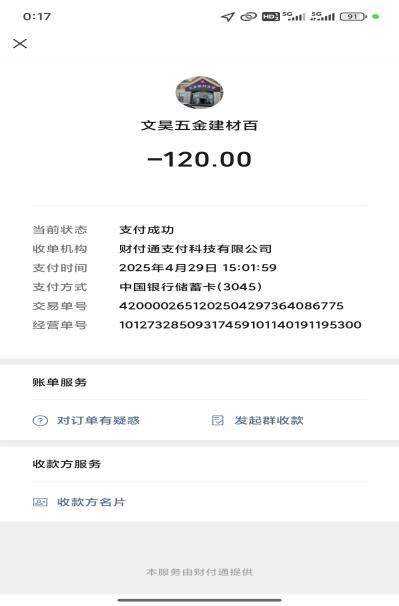 0:17
HD 5G 5G 91
文昊五金建材百
-120.00
当前状态 支付成功
收单机构 财付通支付科技有限公司
支付时间 2025年4月29日 15:01:59
支付方式 中国银行储蓄卡(3045)
交易单号 4200002651202504297364086775
经营单号 10127328509317459101140191195300
账单服务
对订单有疑惑 发起群收款
收款方服务
收款方名片
本服务由财付通提供